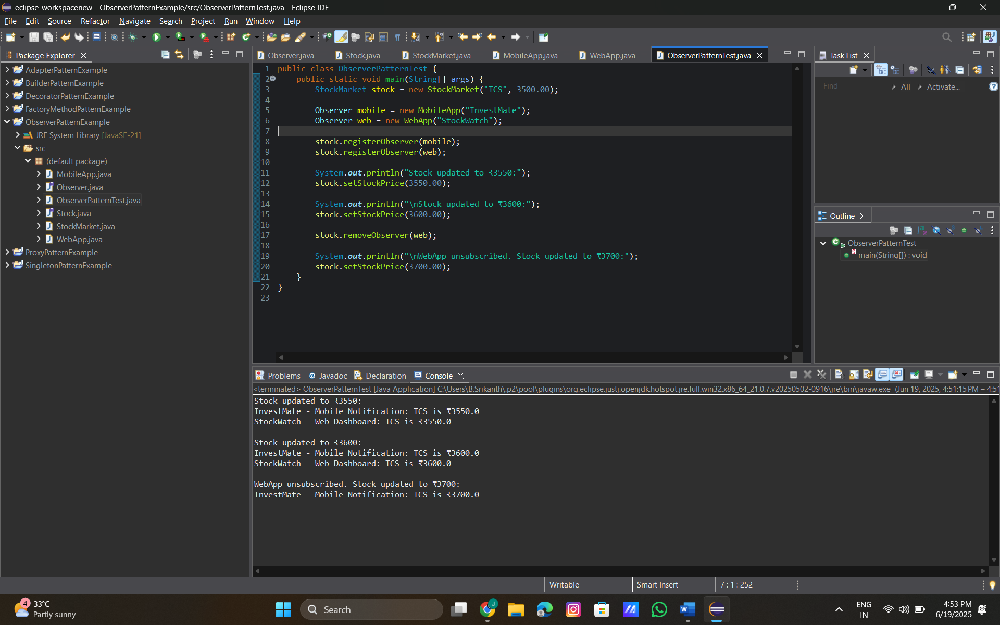 eclipse-workspacenew - ObserverPatternExample/src/ObserverPatternTest.java - Eclipse IDE
File Edit Source Refactor Navigate Search Project Run Window Help
Package Explorer
AdapterPatternExample
BuilderPatternExample
DecoratorPatternExample
FactoryMethodPatternExample
ObserverPatternExample
JRE System Library [JavaSE-21]
src
(default package)
MobileApp.java
Observer.java
ObserverPatternTest.java
Stock.java
StockMarket.java
WebApp.java
ProxyPatternExample
SingletonPatternExample
Observer.java Stock.java StockMarket.java MobileApp.java WebApp.java ObserverPatternTest.java
1 public class ObserverPatternTest {
2 public static void main(String[] args) {
3 StockMarket stock = new StockMarket("TCS", 3500.00);
4
5 Observer mobile = new MobileApp("InvestMate");
6 Observer web = new WebApp("StockWatch");
7
8 stock.registerObserver(mobile);
9 stock.registerObserver(web);
10
11 System.out.println("Stock updated to ₹3550:");
12 stock.setStockPrice(3550.00);
13
14 System.out.println("\nStock updated to ₹3600:");
15 stock.setStockPrice(3600.00);
16
17 stock.removeObserver(web);
18
19 System.out.println("\nWebApp unsubscribed. Stock updated to ₹3700:");
20 stock.setStockPrice(3700.00);
21 }
22 }
23
Task List
Find All Activate...
Outline
ObserverPatternTest
main(String[]) : void
Problems Javadoc Declaration Console
<terminated> ObserverPatternTest [Java Application] C:\Users\B.Srikanth\.p2\pool\plugins\org.eclipse.justj.openjdk.hotspot.jre.full.win32.x86_64_21.0.7.v20250502-0916\jre\bin\javaw.exe (Jun 19, 2025, 4:51:15 PM – 4:51
Stock updated to ₹3550:
InvestMate - Mobile Notification: TCS is ₹3550.0
StockWatch - Web Dashboard: TCS is ₹3550.0
Stock updated to ₹3600:
InvestMate - Mobile Notification: TCS is ₹3600.0
StockWatch - Web Dashboard: TCS is ₹3600.0
WebApp unsubscribed. Stock updated to ₹3700:
InvestMate - Mobile Notification: TCS is ₹3700.0
Writable Smart Insert 7 : 1 : 252
4
33°C
Partly sunny
Search
J
ENG
IN
4:53 PM
6/19/2025